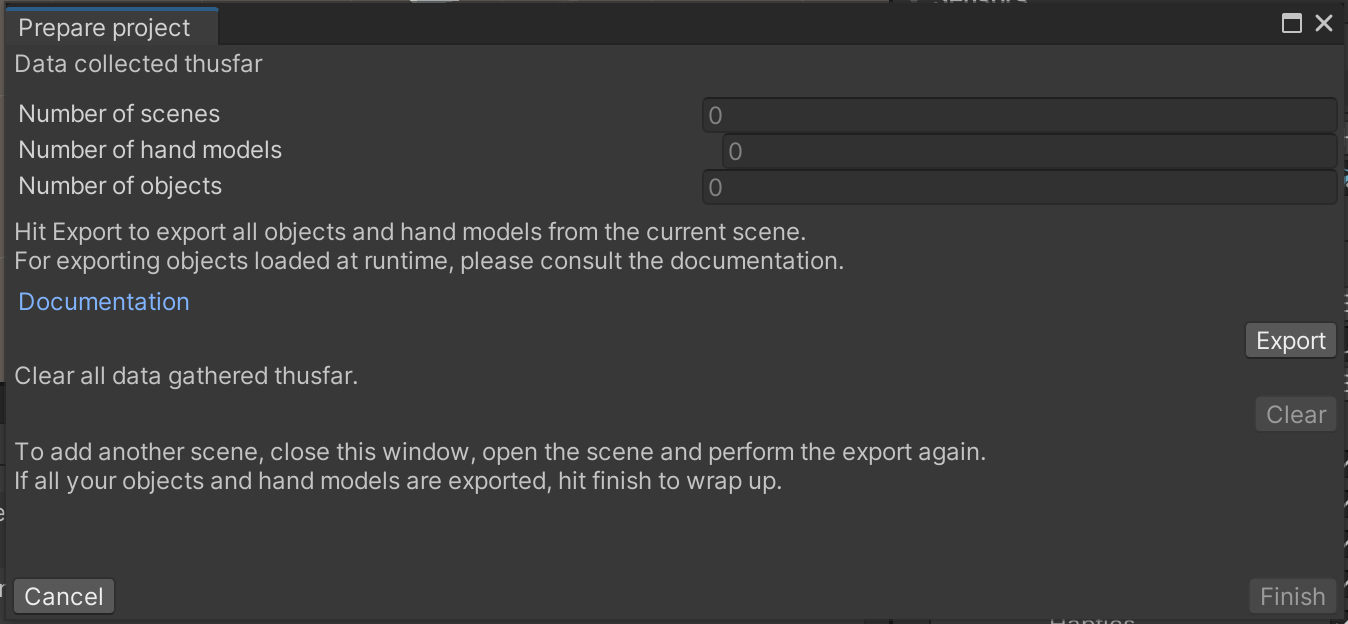 Prepare project
Data collected thusfar
Number of scenes 0
Number of hand models 0
Number of objects 0
Hit Export to export all objects and hand models from the current scene.
For exporting objects loaded at runtime, please consult the documentation.
Documentation
Export
Clear all data gathered thusfar.
Clear
To add another scene, close this window, open the scene and perform the export again.
If all your objects and hand models are exported, hit finish to wrap up.
Cancel Finish